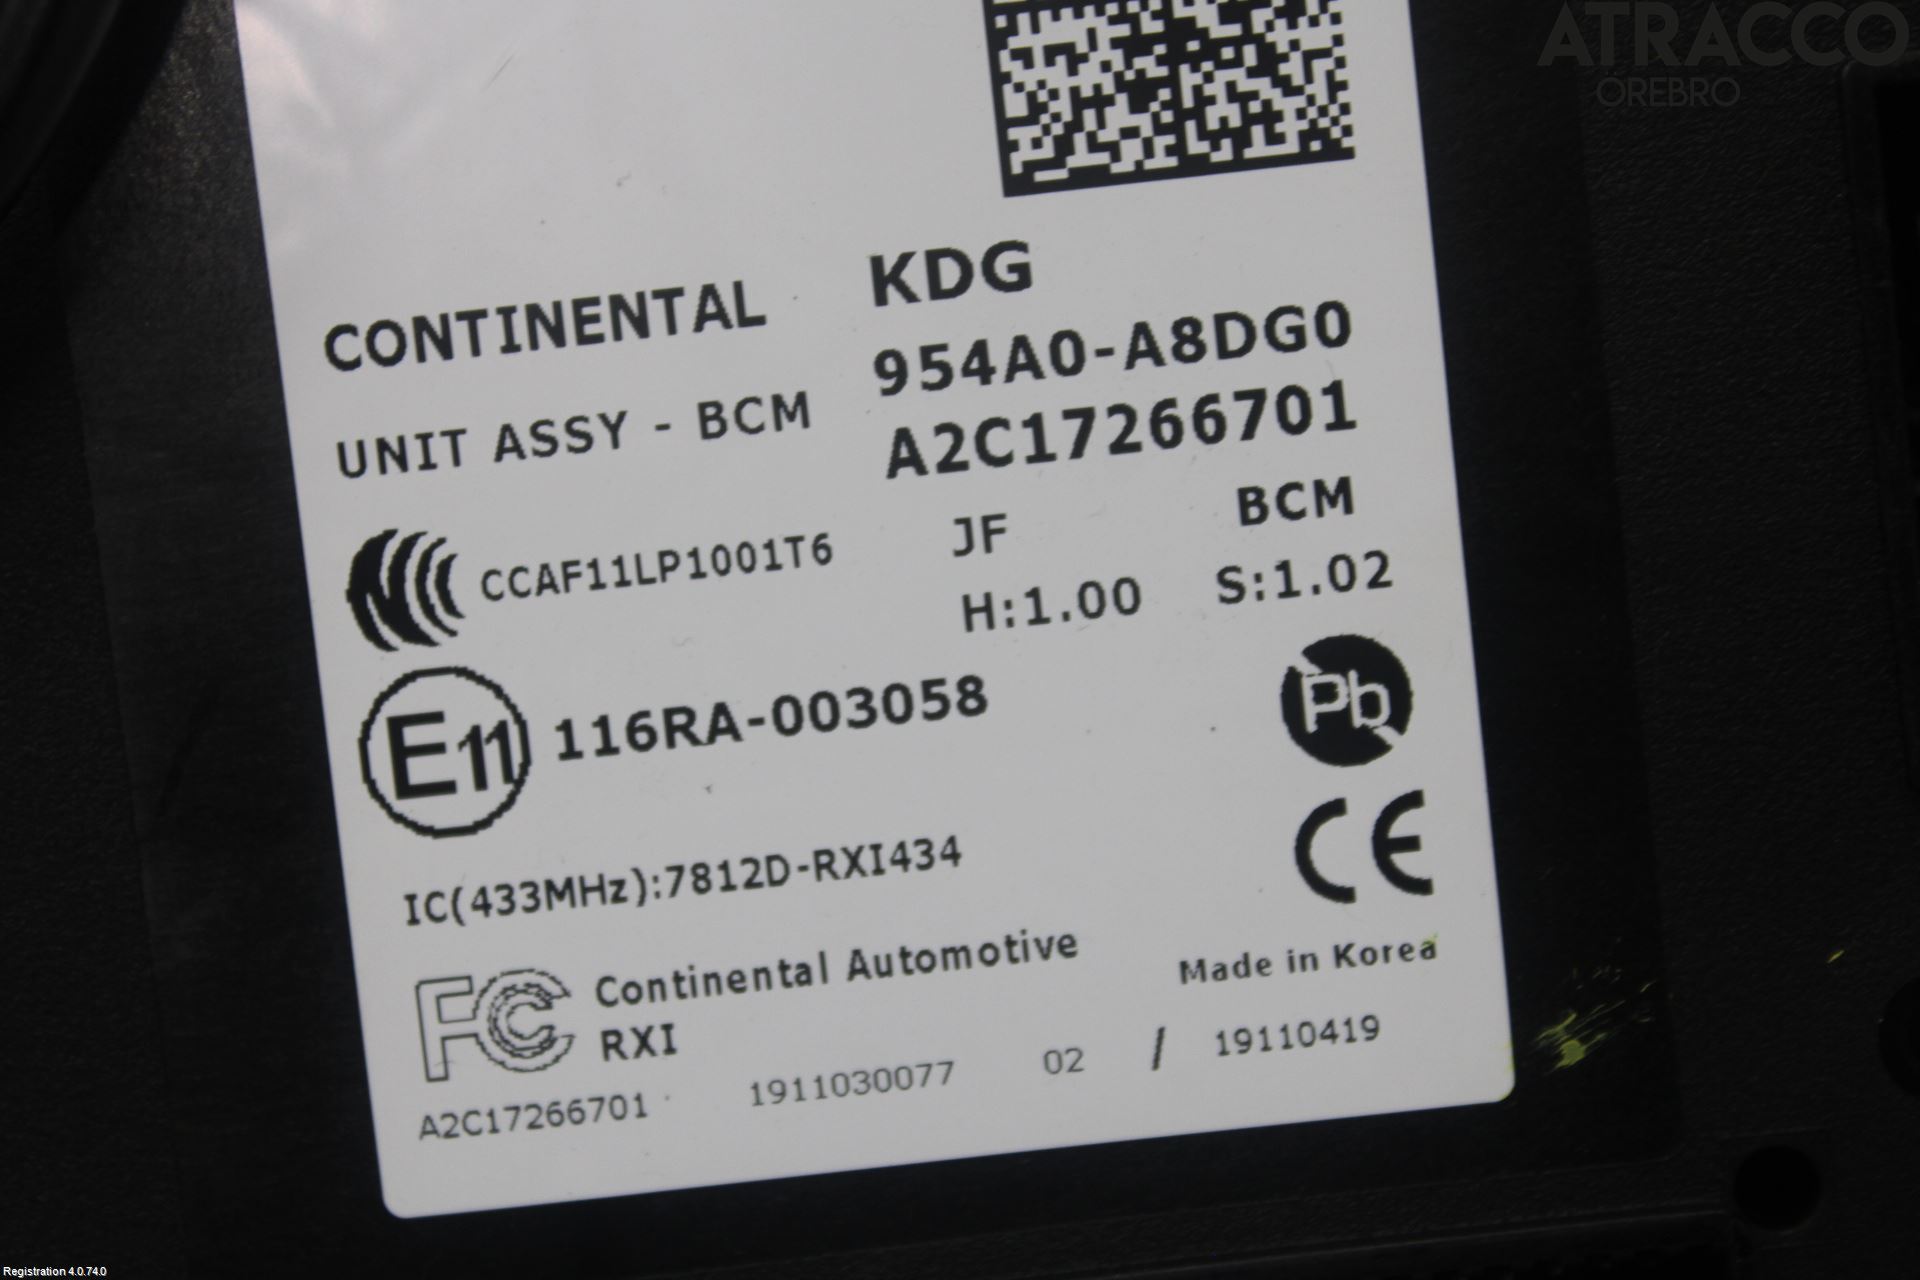 ATRACCO
ÖREBRO
CONTINENTAL KDG
954A0-A8DG0
UNIT ASSY - BCM A2C17266701
CCAF11LP1001T6 JF BCM
H:1.00 S:1.02
E11 116RA-003058 Pb
IC(433MHz):7812D-RXI434 CE
FC Continental Automotive Made in Korea
RXI
A2C17266701 1911030077 02 / 19110419
Registration 4.0.74.0